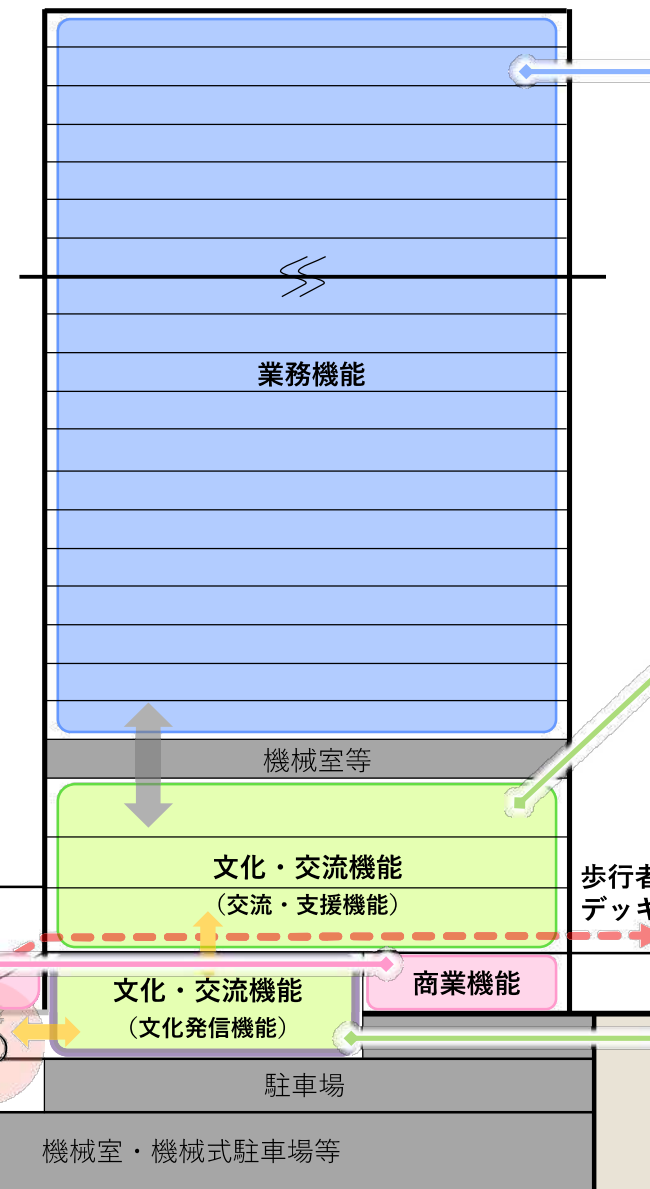 業務機能
機械室等
文化・交流機能
（交流・支援機能）
歩行者
デッキ
文化・交流機能
（文化発信機能）
商業機能
駐車場
機械室・機械式駐車場等